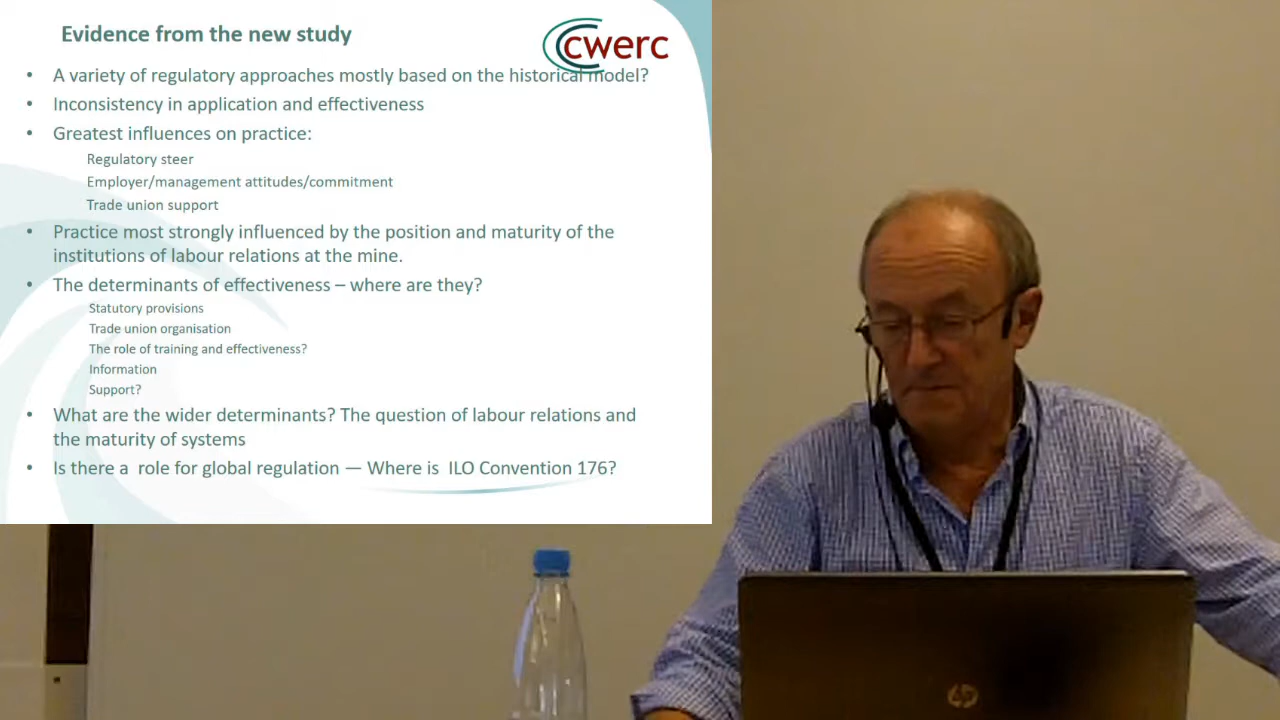 Evidence from the new study
cwerc
• A variety of regulatory approaches mostly based on the historical model?
• Inconsistency in application and effectiveness
• Greatest influences on practice:
Regulatory steer
Employer/management attitudes/commitment
Trade union support
• Practice most strongly influenced by the position and maturity of the
institutions of labour relations at the mine.
• The determinants of effectiveness – where are they?
Statutory provisions
Trade union organisation
The role of training and effectiveness?
Information
Support?
• What are the wider determinants? The question of labour relations and
the maturity of systems
• Is there a role for global regulation — Where is ILO Convention 176?
hp